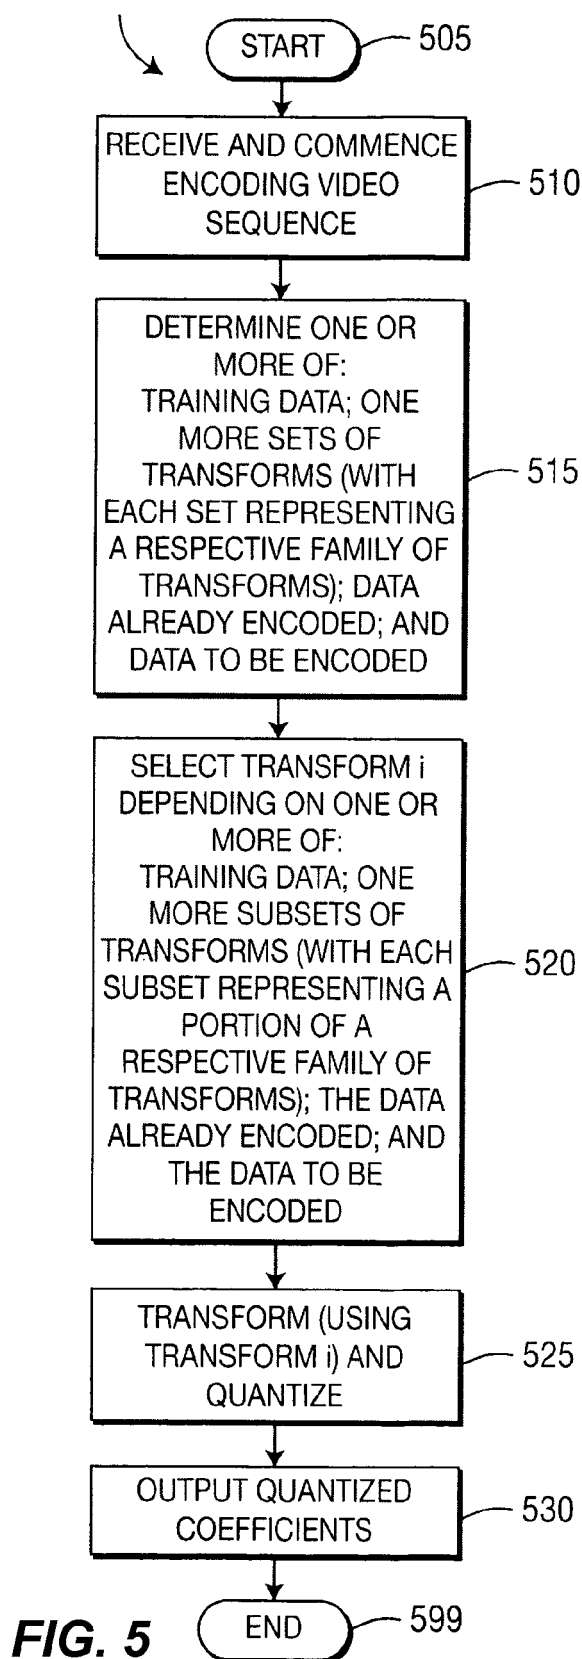 START
505
RECEIVE AND COMMENCE
ENCODING VIDEO
SEQUENCE
510
DETERMINE ONE OR
MORE OF:
TRAINING DATA; ONE
MORE SETS OF
TRANSFORMS (WITH
EACH SET REPRESENTING
A RESPECTIVE FAMILY OF
TRANSFORMS); DATA
ALREADY ENCODED; AND
DATA TO BE ENCODED
515
SELECT TRANSFORM i
DEPENDING ON ONE OR
MORE OF:
TRAINING DATA; ONE
MORE SUBSETS OF
TRANSFORMS (WITH EACH
SUBSET REPRESENTING A
PORTION OF A
RESPECTIVE FAMILY OF
TRANSFORMS); THE DATA
ALREADY ENCODED; AND
THE DATA TO BE
ENCODED
520
TRANSFORM (USING
TRANSFORM i) AND
QUANTIZE
525
OUTPUT QUANTIZED
COEFFICIENTS
530
END
599
FIG. 5